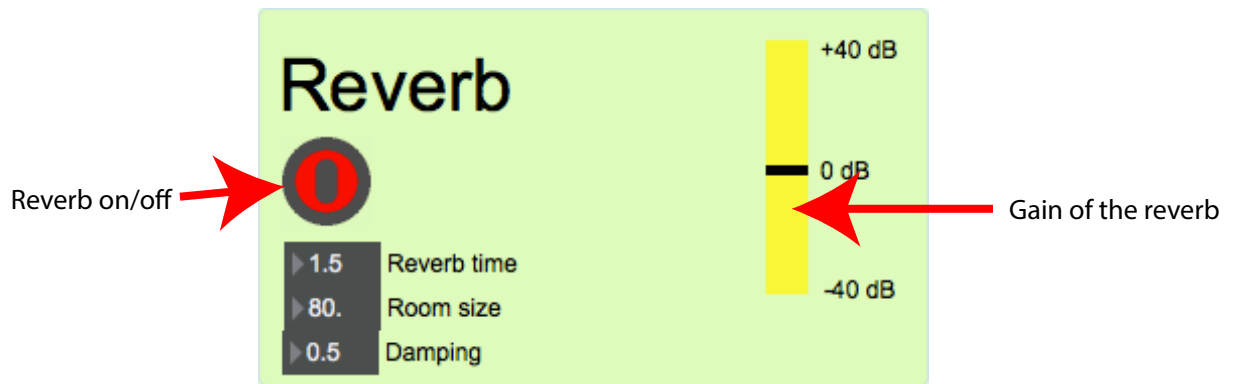 Reverb
+40 dB
0 dB
-40 dB
Reverb on/off
Gain of the reverb
1.5 Reverb time
80. Room size
0.5 Damping